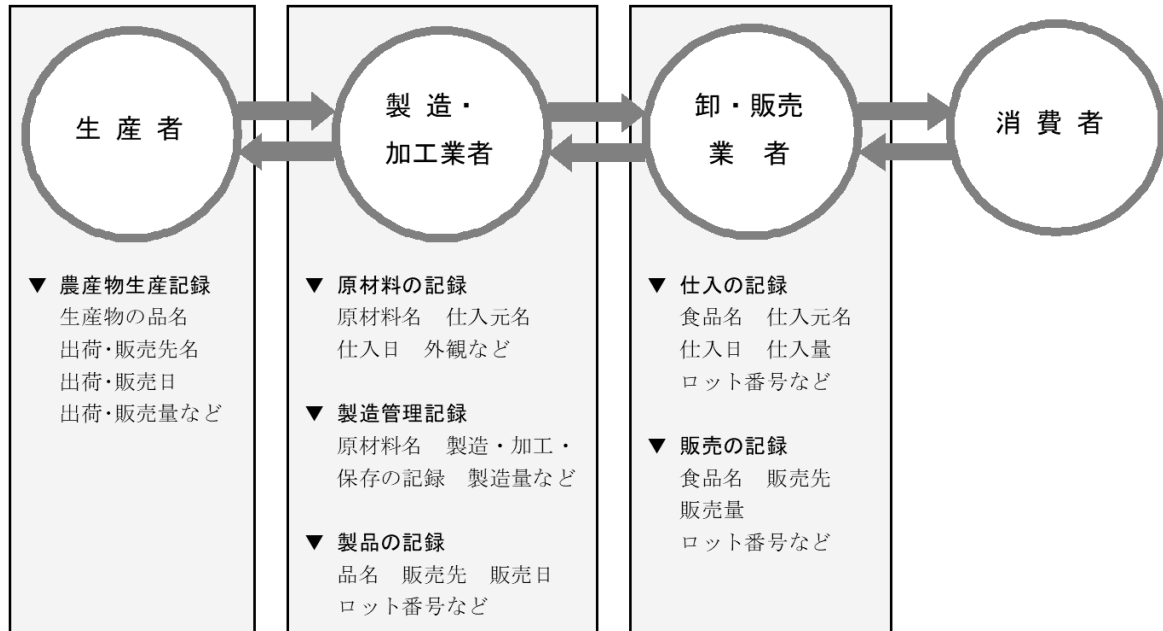 生 産 者
製 造 ・
加工業者
卸・販売
業 者
消 費 者
▼ 農産物生産記録
生産物の品名
出荷・販売先名
出荷・販売日
出荷・販売量など
▼ 原材料の記録
原材料名 仕入元名
仕入日 外観など
▼ 製造管理記録
原材料名 製造・加工・
保存の記録 製造量など
▼ 製品の記録
品名 販売先 販売日
ロット番号など
▼ 仕入の記録
食品名 仕入元名
仕入日 仕入量
ロット番号など
▼ 販売の記録
食品名 販売先
販売量
ロット番号など